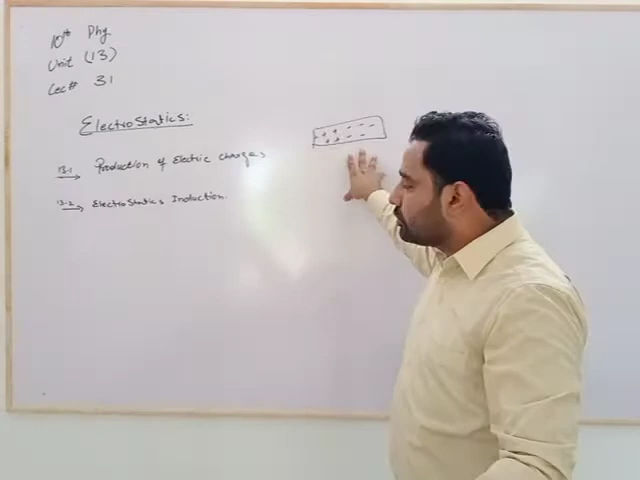 10th Phy
Unit (13)
Lec# 31
ElectroStatics:
13.1 Production of Electric charges
13.2 ElectroStatics Induction.
+ + - - -
+ + - -